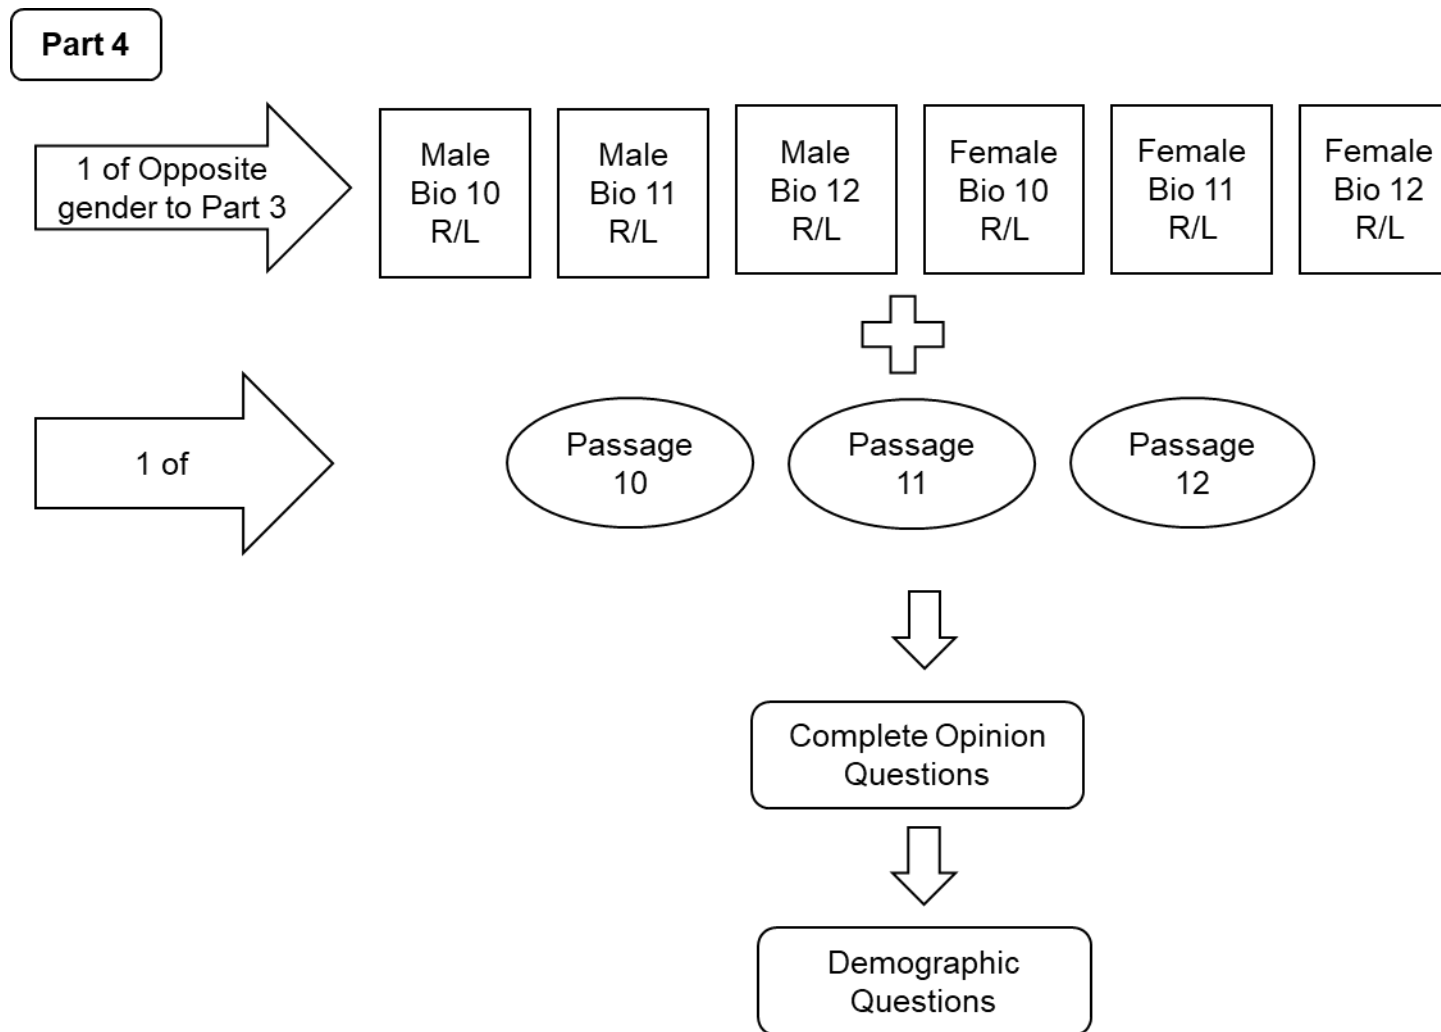 Part 4
1 of Opposite
gender to Part 3
Male
Bio 10
R/L
Male
Bio 11
R/L
Male
Bio 12
R/L
Female
Bio 10
R/L
Female
Bio 11
R/L
Female
Bio 12
R/L
1 of
Passage
10
Passage
11
Passage
12
Complete Opinion
Questions
Demographic
Questions